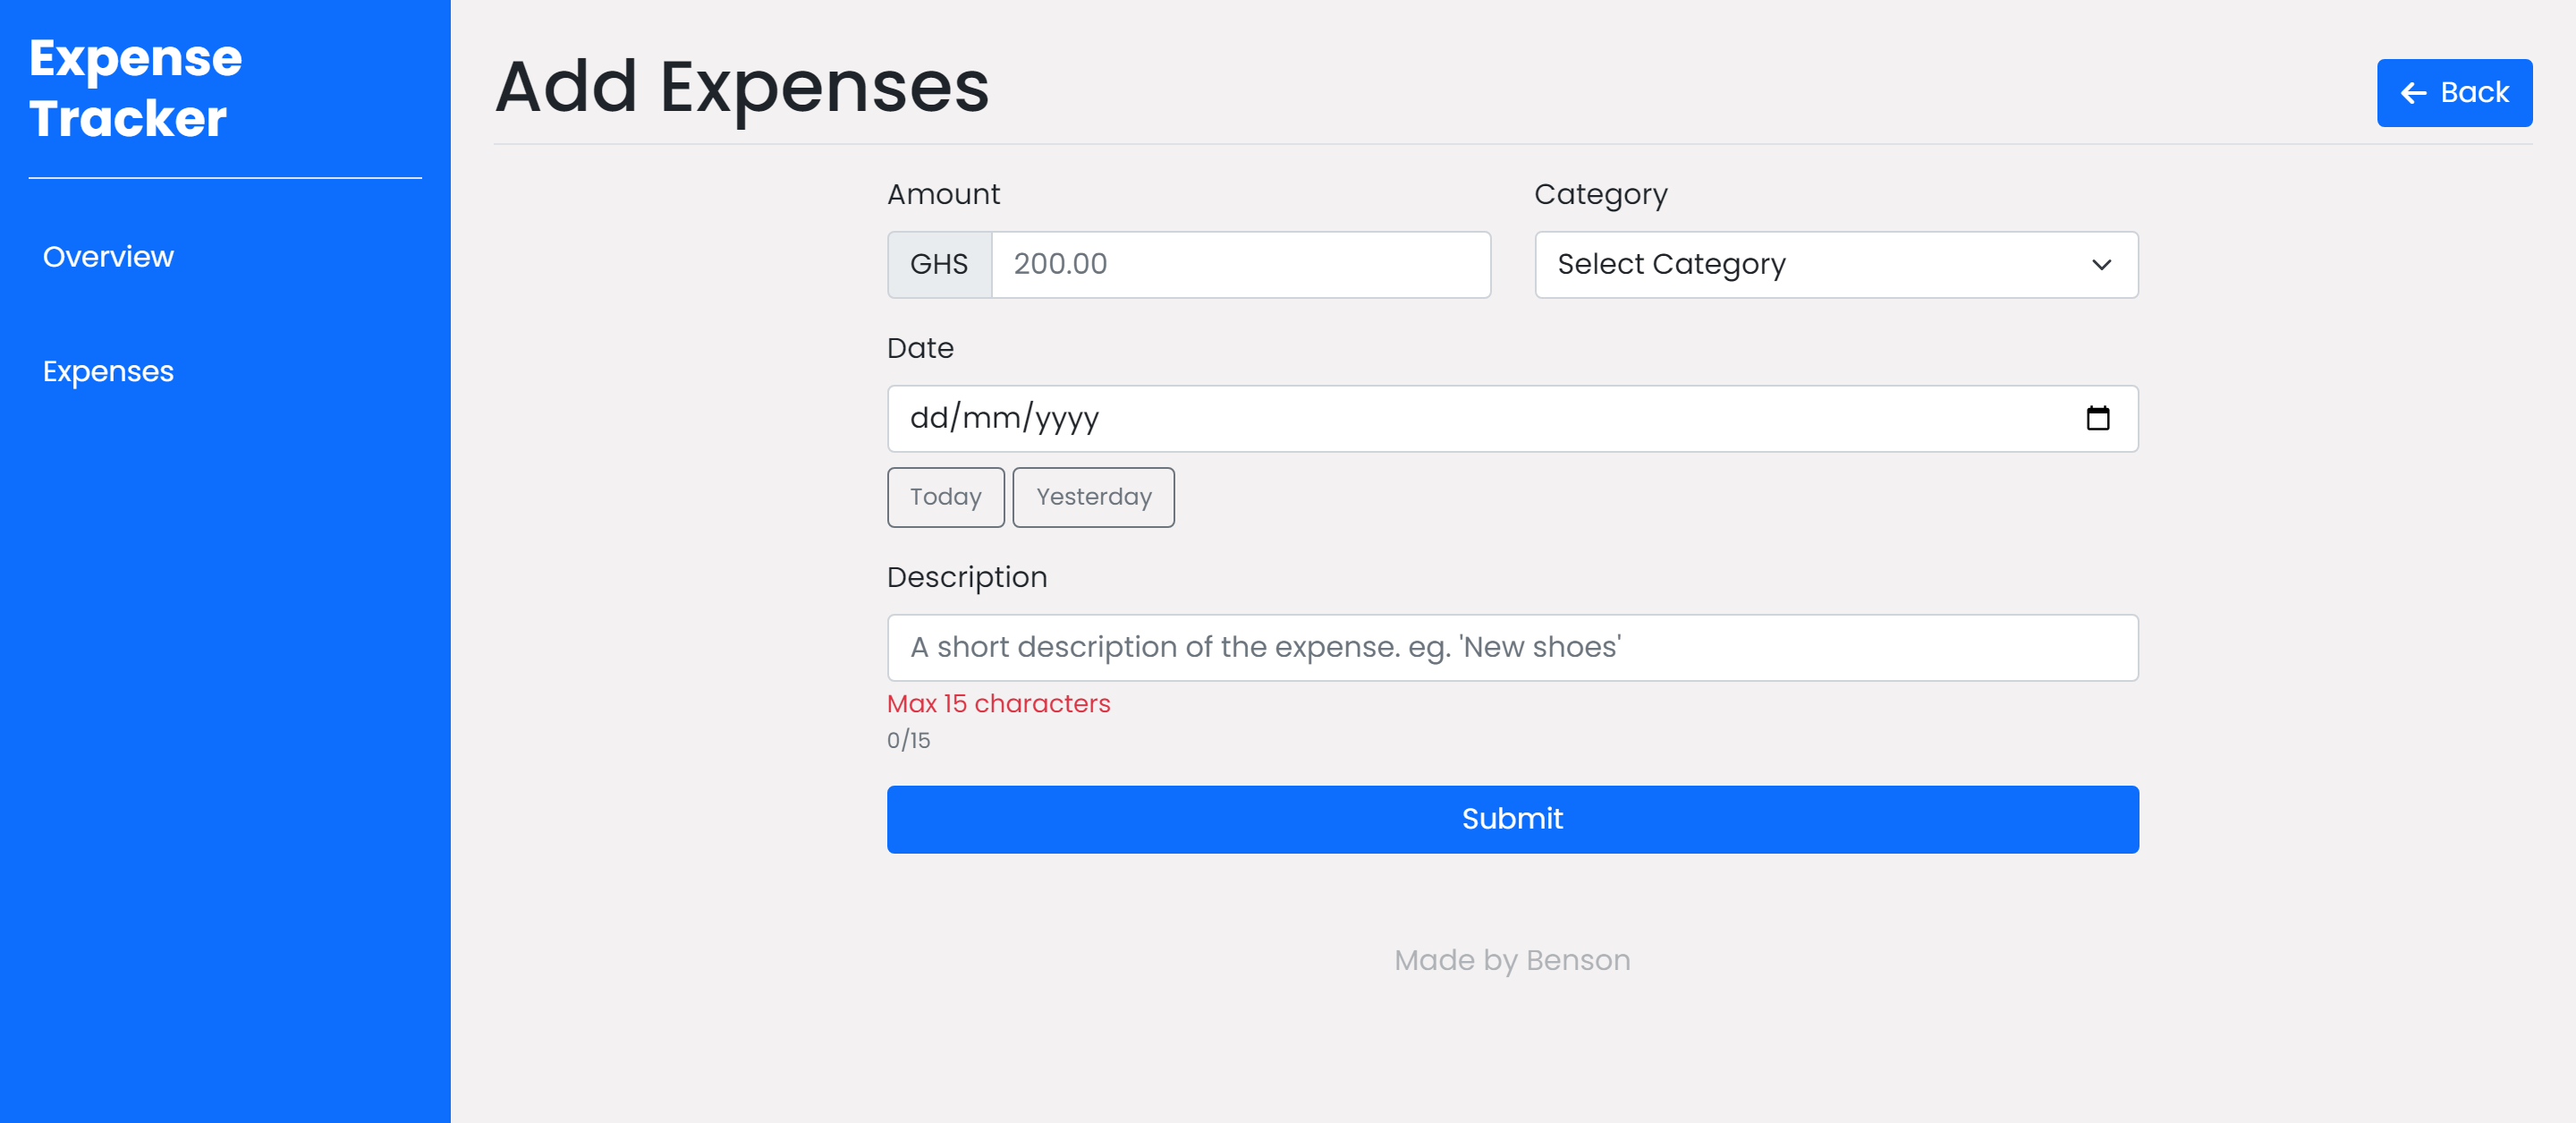 Expense
Tracker
Overview
Expenses
Add Expenses
Back
Amount
Category
GHS 200.00
Select Category
Date
dd/mm/yyyy
Today Yesterday
Description
A short description of the expense. eg. 'New shoes'
Max 15 characters
0/15
Submit
Made by Benson